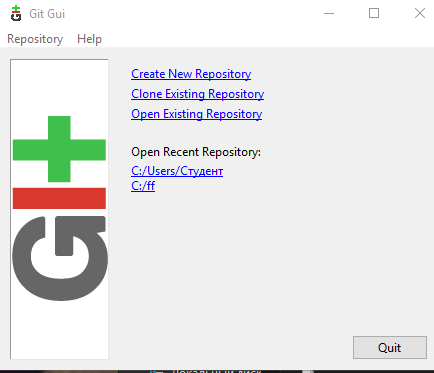 Git Gui
Repository Help
Create New Repository
Clone Existing Repository
Open Existing Repository
Open Recent Repository:
C:/Users/Студент
C:/ff
GIt
Quit